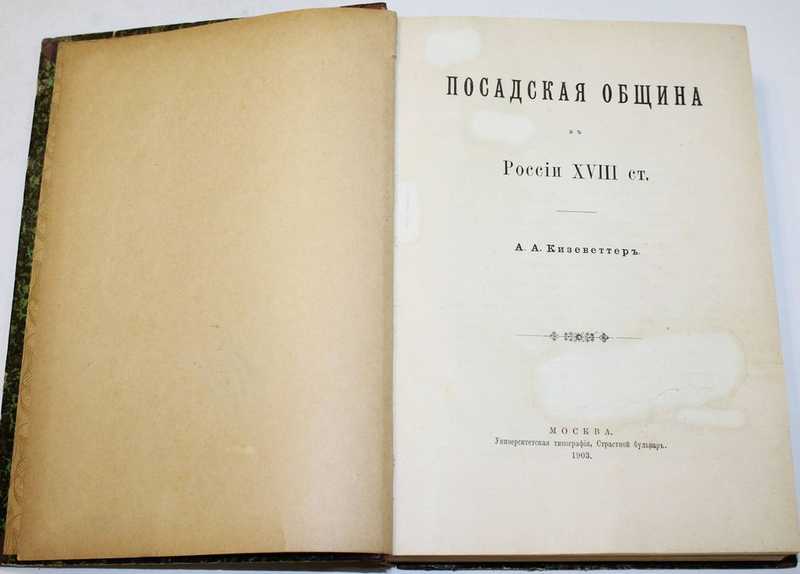 ПОСАДСКАЯ ОБЩИНА
въ
Россіи XVIII ст.
А. А. Кизеветтеръ.
МОСКВА.
Университетская типографія, Страстной бульваръ.
1903.